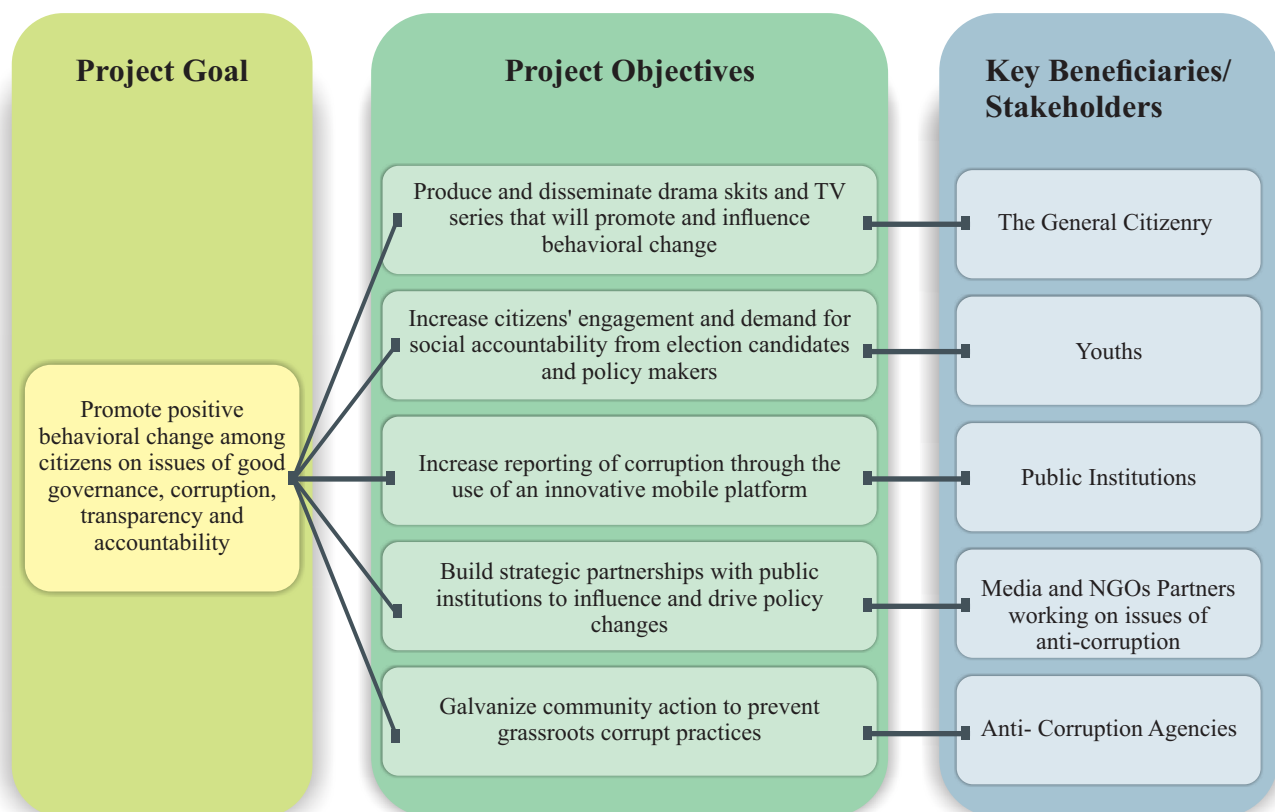 Project Goal
Promote positive
behavioral change among
citizens on issues of good
governance, corruption,
transparency and
accountability
Project Objectives
Produce and disseminate drama skits and TV
series that will promote and influence
behavioral change
Increase citizens' engagement and demand for
social accountability from election candidates
and policy makers
Increase reporting of corruption through the
use of an innovative mobile platform
Build strategic partnerships with public
institutions to influence and drive policy
changes
Galvanize community action to prevent
grassroots corrupt practices
Key Beneficiaries/
Stakeholders
The General Citizenry
Youths
Public Institutions
Media and NGOs Partners
working on issues of
anti-corruption
Anti- Corruption Agencies